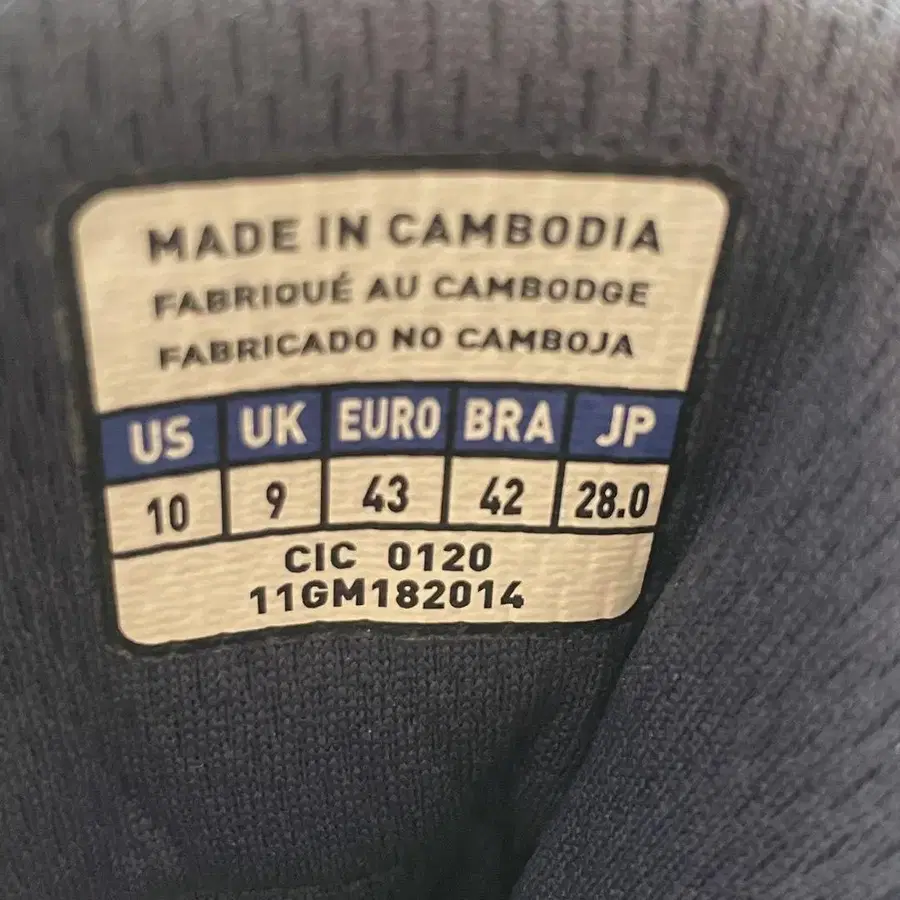 MADE IN CAMBODIA
FABRIQUÉ AU CAMBODGE
FABRICADO NO CAMBOJA
US UK EURO BRA JP
10 9 43 42 28.0
CIC 0120
11GM182014